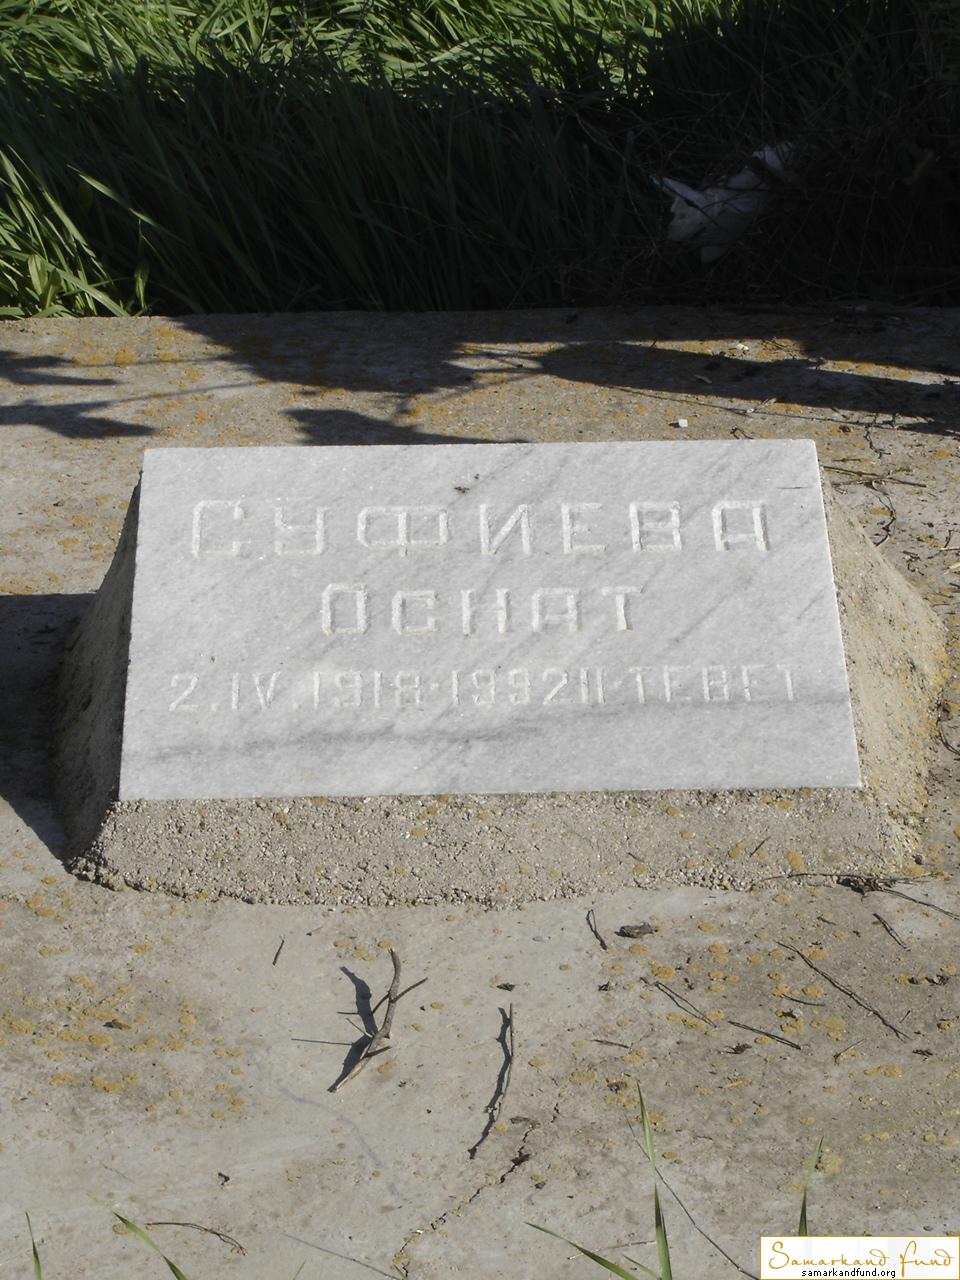 СУФИЕВА
ОСНАТ
2.IV.1918-1992 11 ТЕВЕТ
Samarkand fund
samarkandfund.org